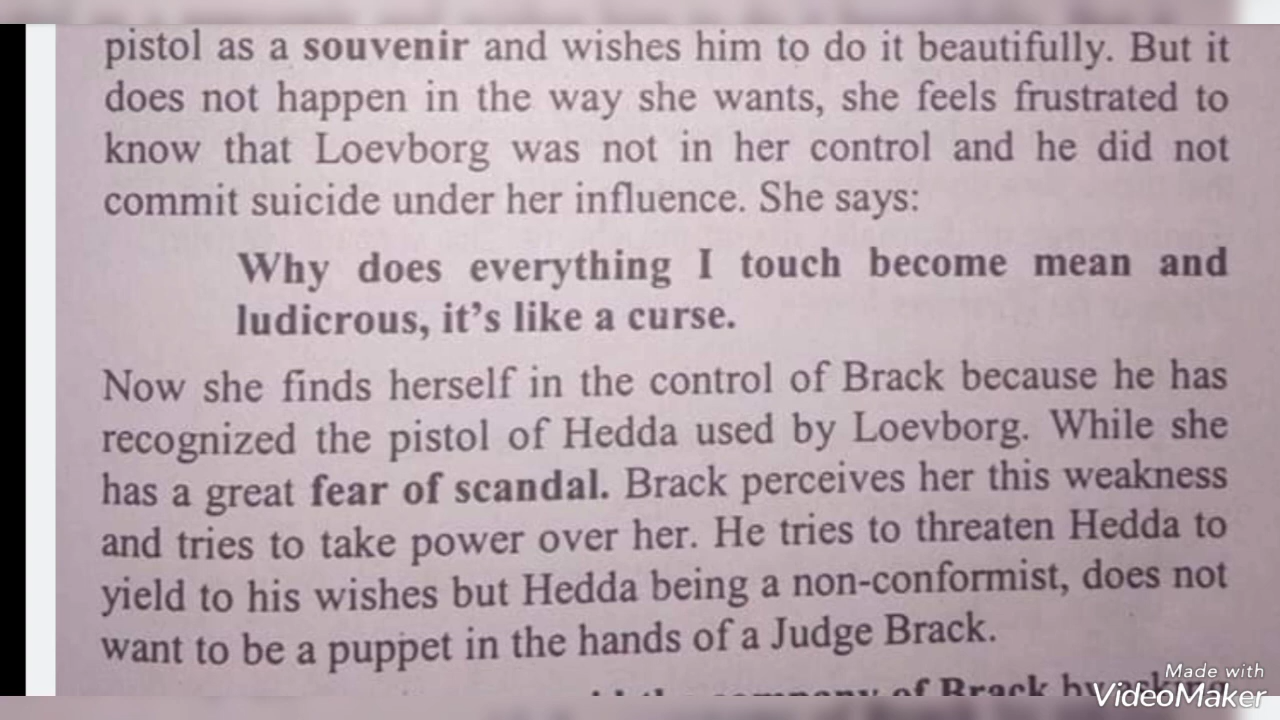 pistol as a souvenir and wishes him to do it beautifully. But it
does not happen in the way she wants, she feels frustrated to
know that Loevborg was not in her control and he did not
commit suicide under her influence. She says:
Why does everything I touch become mean and
ludicrous, it's like a curse.
Now she finds herself in the control of Brack because he has
recognized the pistol of Hedda used by Loevborg. While she
has a great fear of scandal. Brack perceives her this weakness
and tries to take power over her. He tries to threaten Hedda to
yield to his wishes but Hedda being a non-conformist, does not
want to be a puppet in the hands of a Judge Brack.
company of Brack by
Made with
VideoMaker